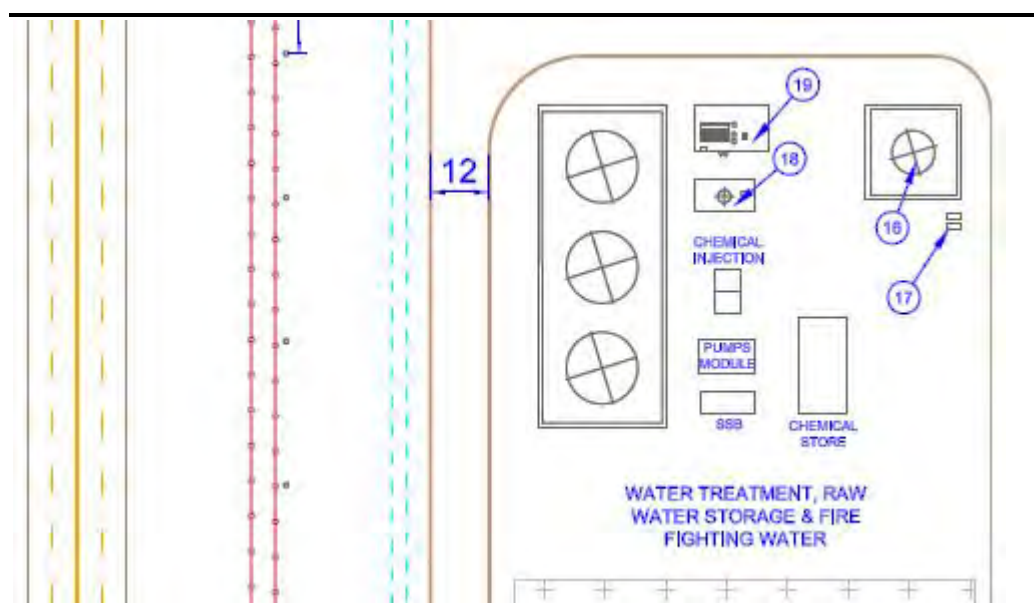 19
12
18
16
CHEMICAL
INJECTION
17
PUMPS
MODULE
SSB
CHEMICAL
STORE
WATER TREATMENT, RAW
WATER STORAGE & FIRE
FIGHTING WATER